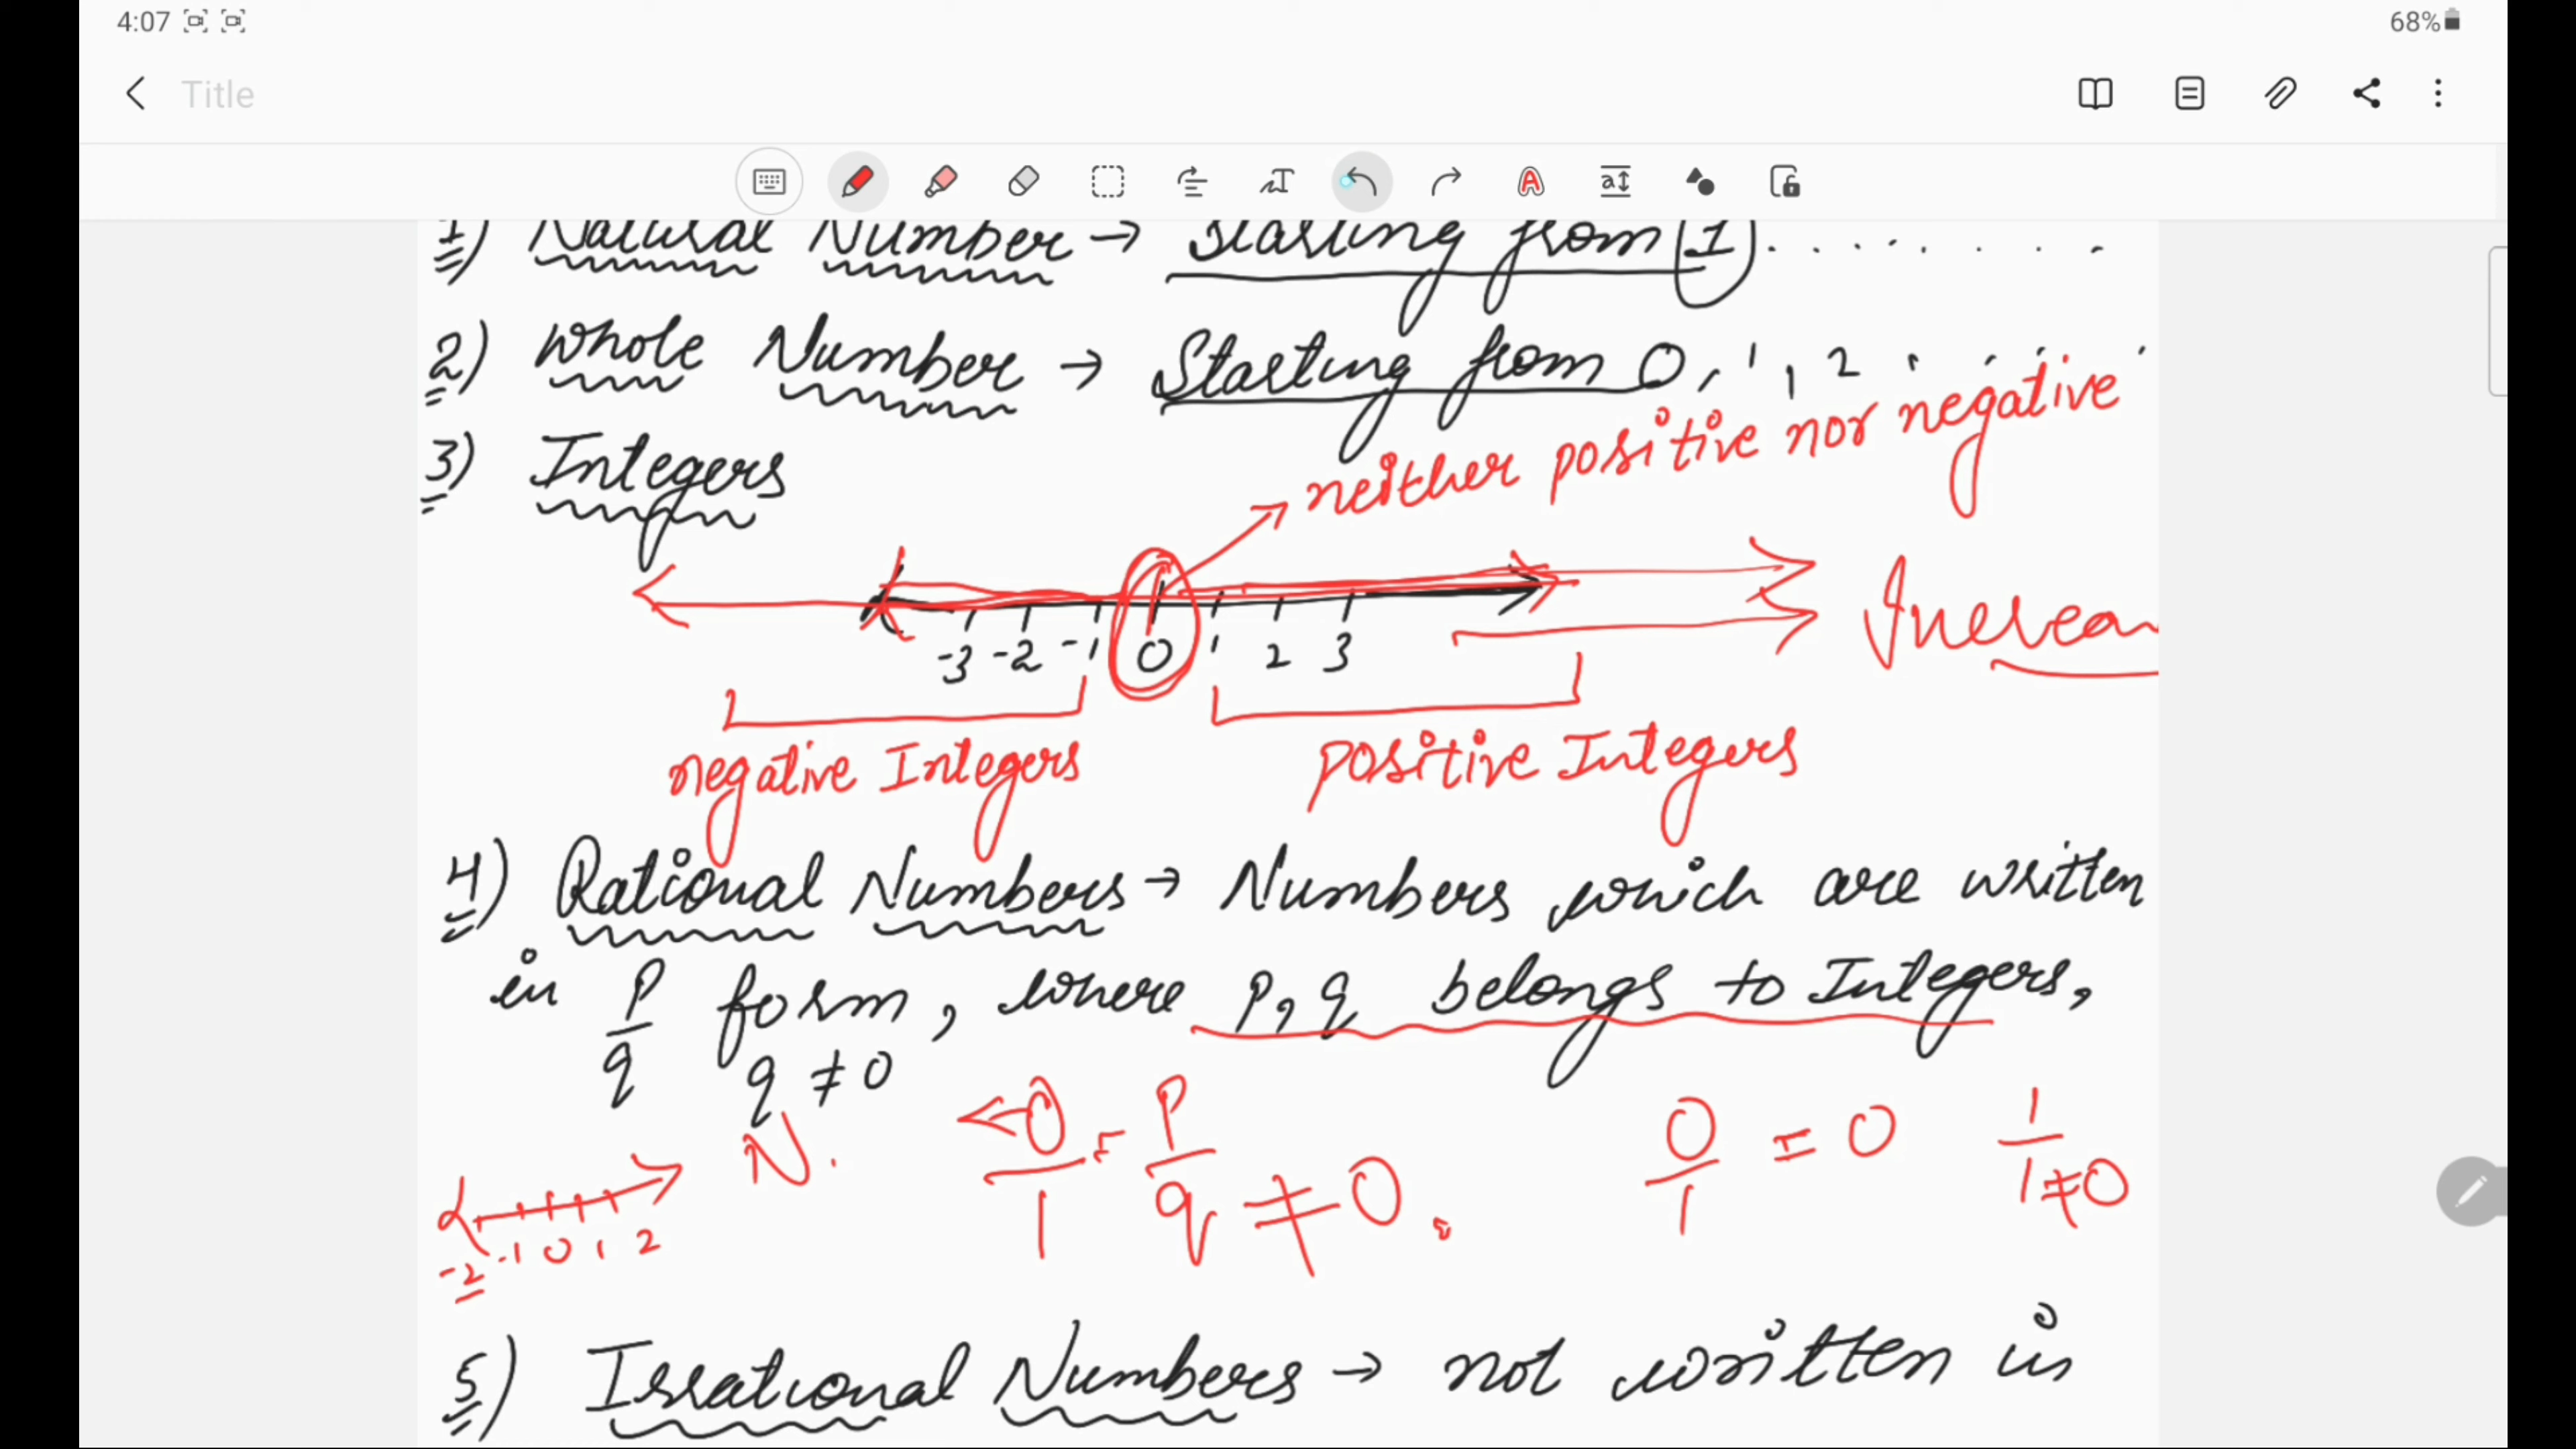 4:07 68%
Title
1) Natural Number → Starting from 1 . . . . . . .
2) Whole Number → Starting from 0, 1, 2 . . . .
neither positive nor negative
3) Integers
-3 -2 -1 0 1 2 3
negative Integers positive Integers
4) Rational Numbers → Numbers which are written
in p/q form, where p, q belongs to Integers,
q ≠ 0
N. 0/1 = p/q ≠ 0. 0/1 = 0 1/1 ≠ 0
-2 -1 0 1 2
5) Irrational Numbers → not written in